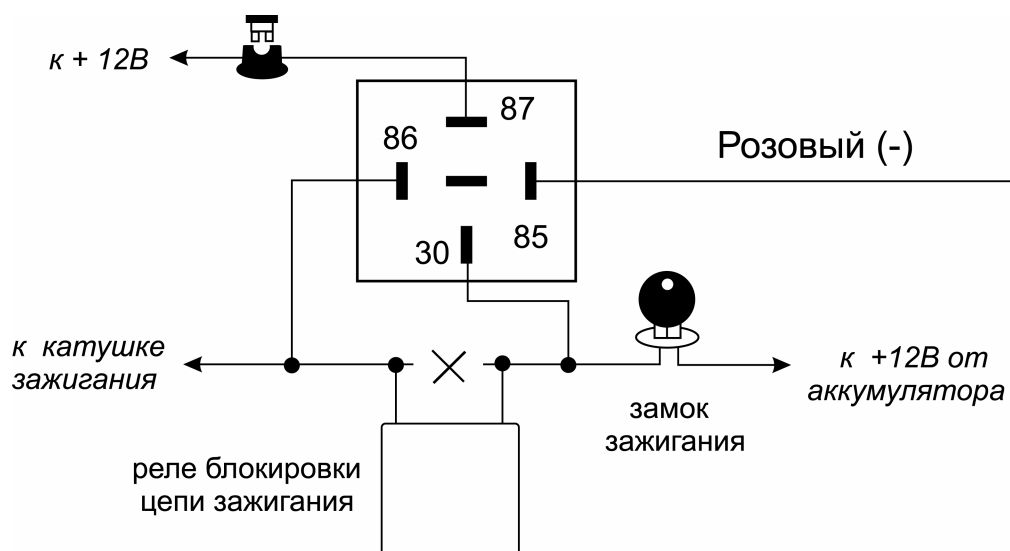 к + 12В
87
86
Розовый (-)
30
85
к катушке
зажигания
к +12В от
аккумулятора
замок
зажигания
реле блокировки
цепи зажигания